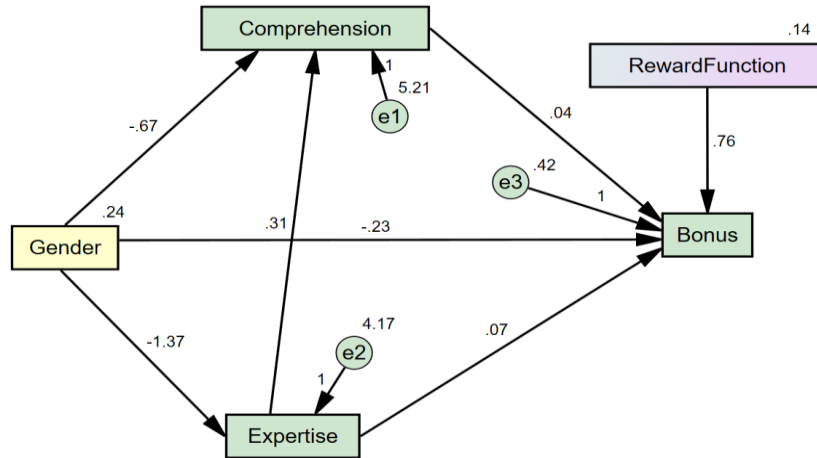 .14
Comprehension
RewardFunction
1
5.21
e1
-.67
.04
.76
.42
e3
1
.24
.31
-.23
Gender
Bonus
-1.37
4.17
.07
e2
1
Expertise